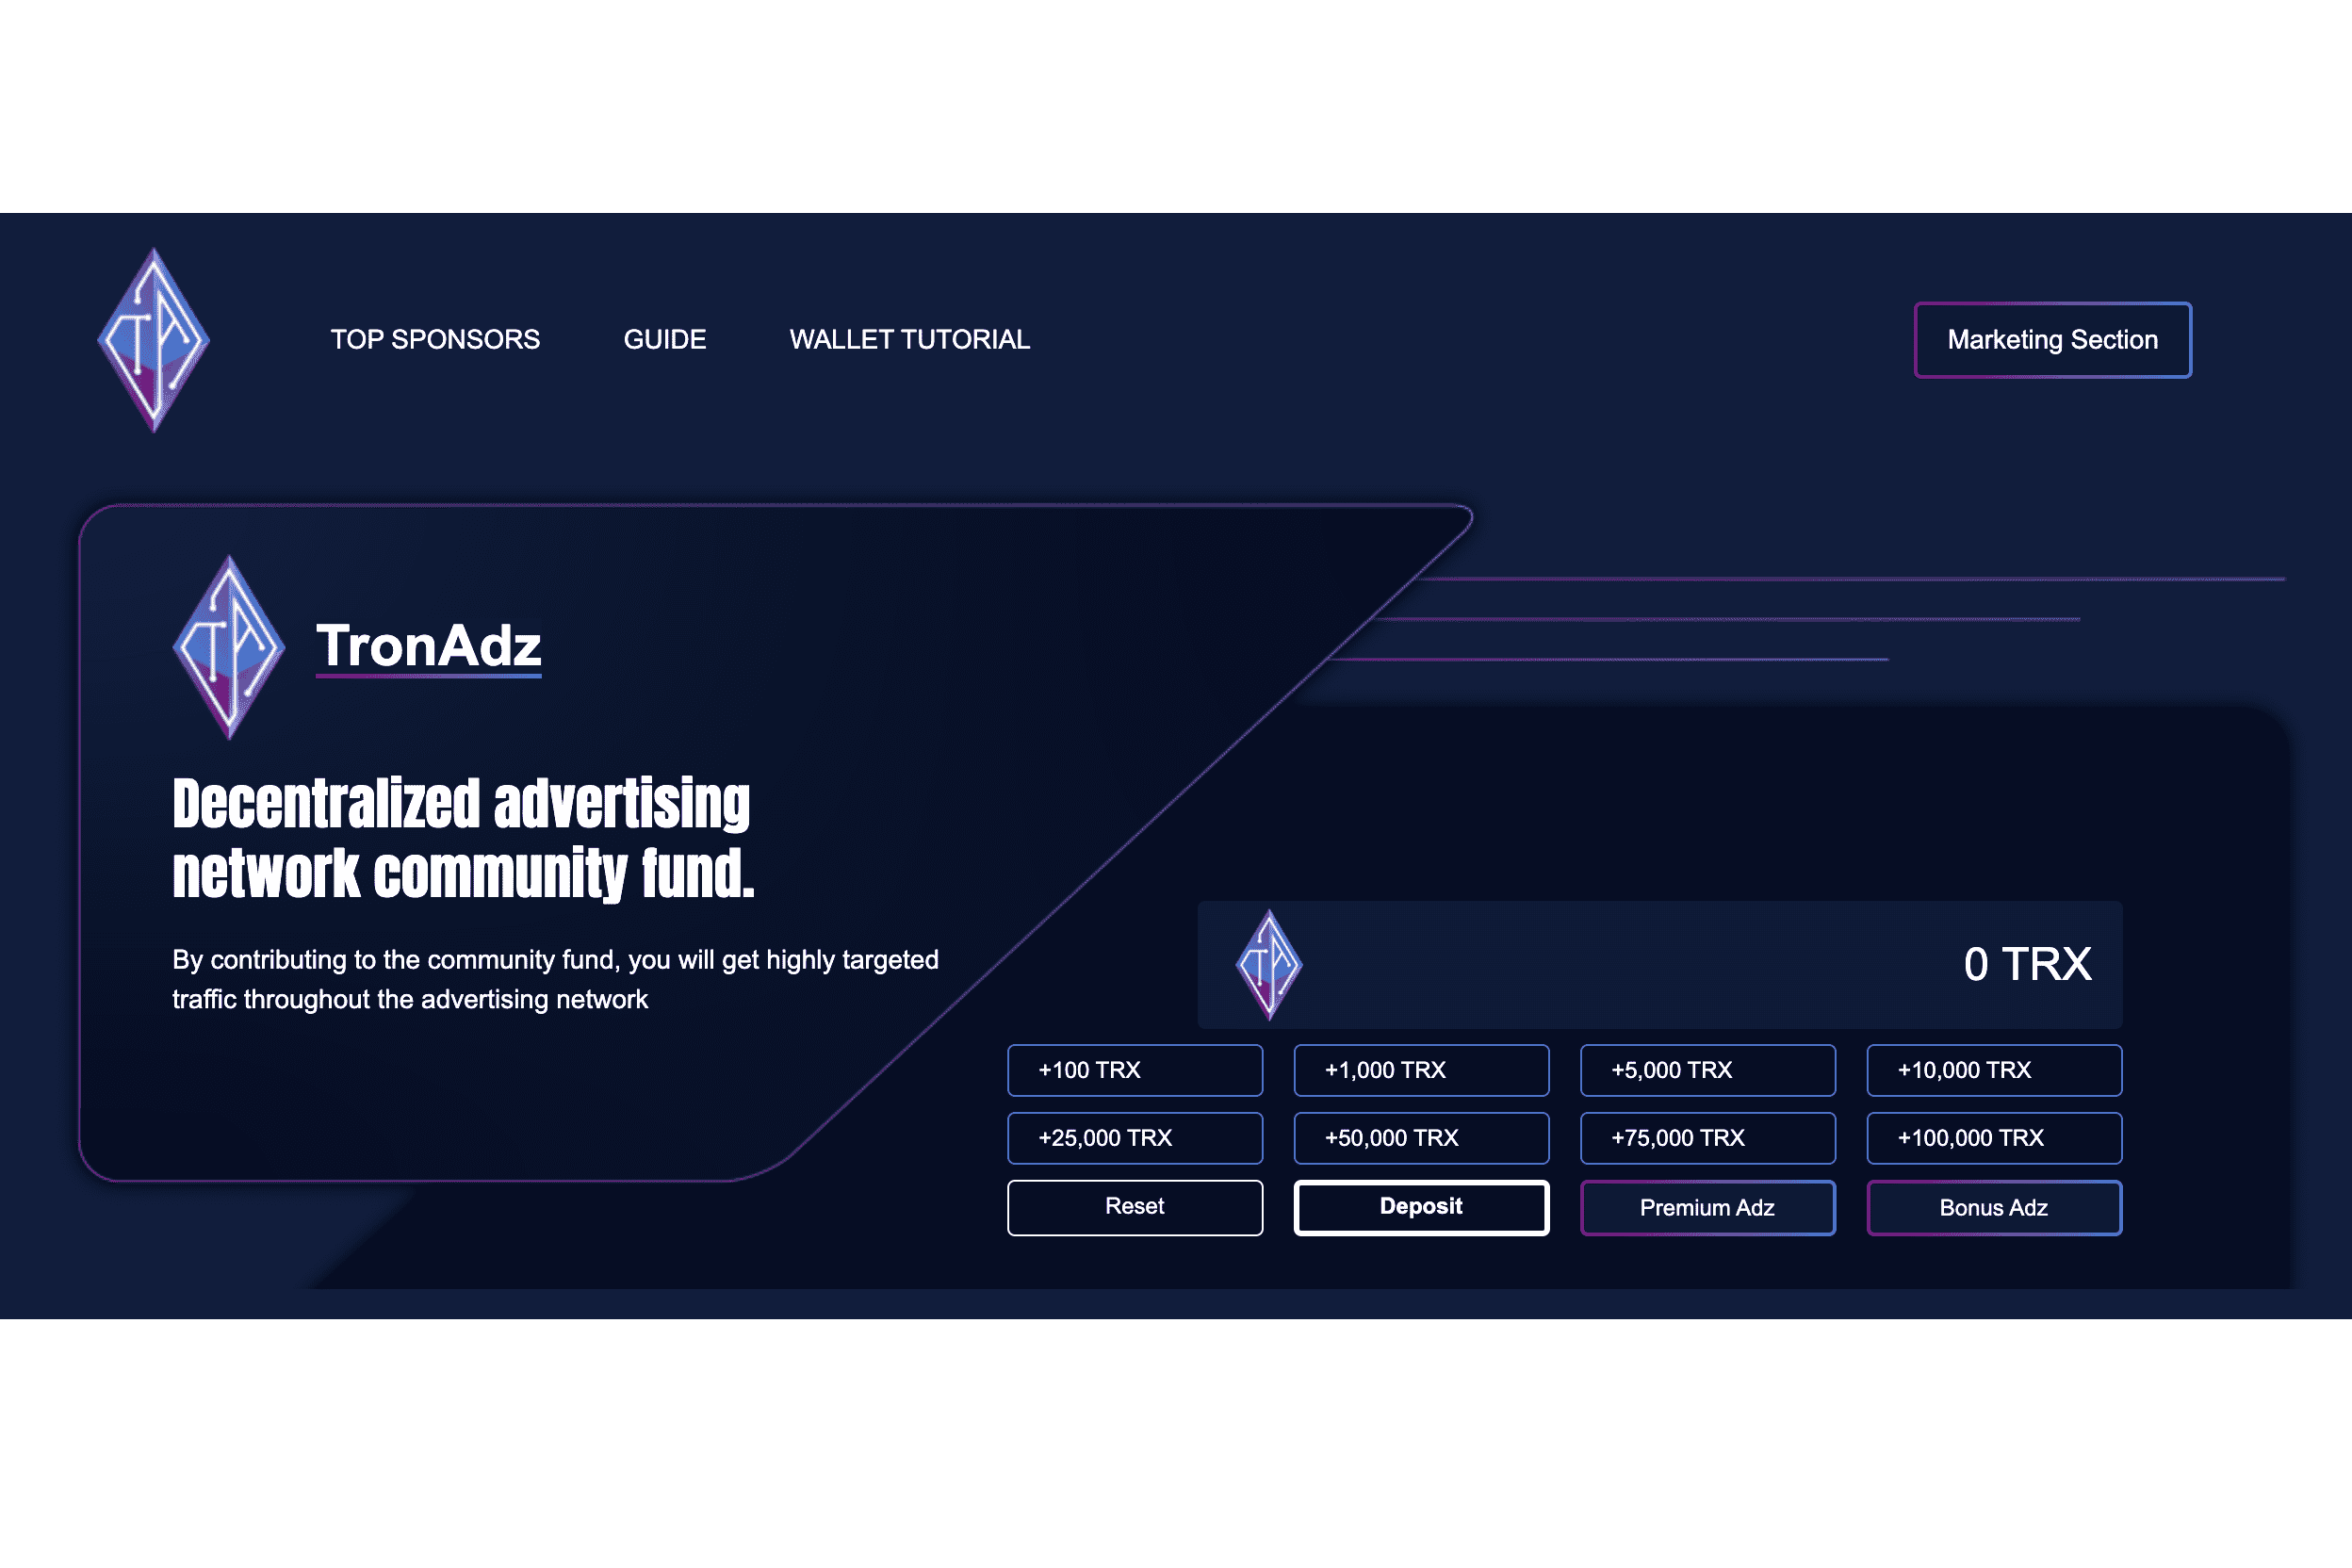 TOP SPONSORS GUIDE WALLET TUTORIAL Marketing Section
TronAdz
Decentralized advertising
network community fund.
By contributing to the community fund, you will get highly targeted
traffic throughout the advertising network
0 TRX
+100 TRX +1,000 TRX +5,000 TRX +10,000 TRX
+25,000 TRX +50,000 TRX +75,000 TRX +100,000 TRX
Reset Deposit Premium Adz Bonus Adz